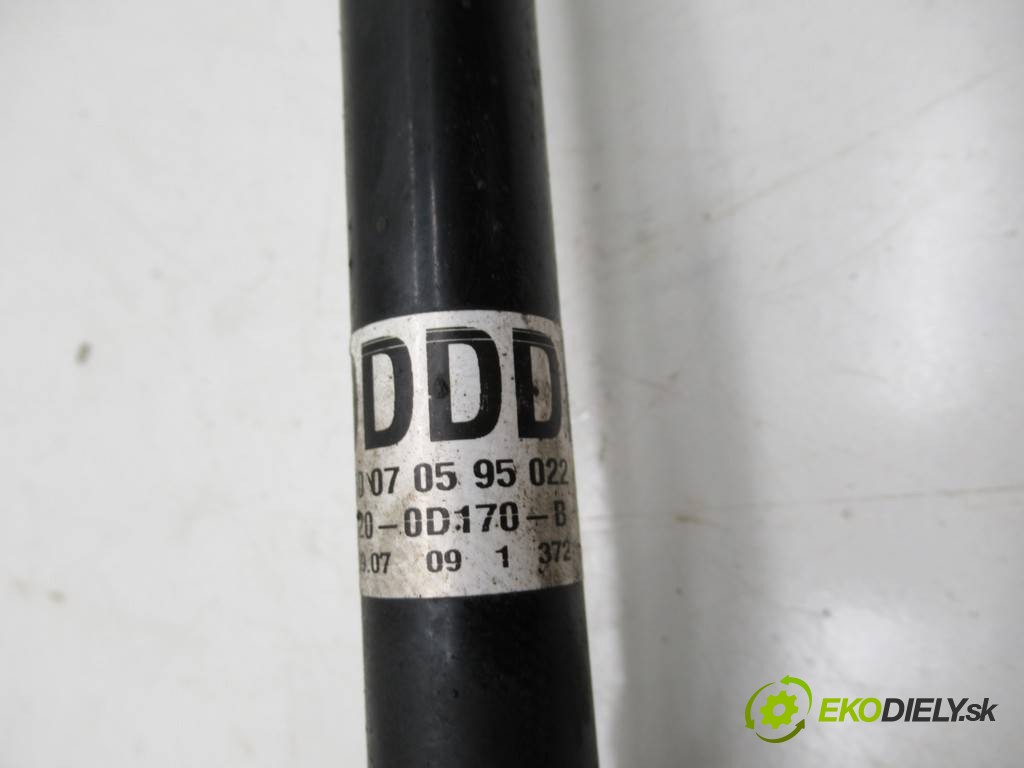 DDD
07 05 95 022
20-0D170-B
9.07 09 1 372
EKODIELY.sk